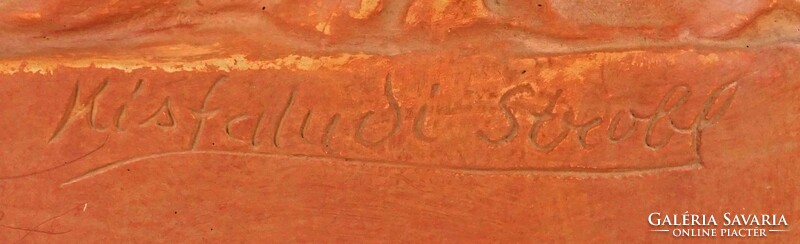 Kisfaludi Strobl
GALÉRIA SAVARIA
ONLINE PIACTÉR